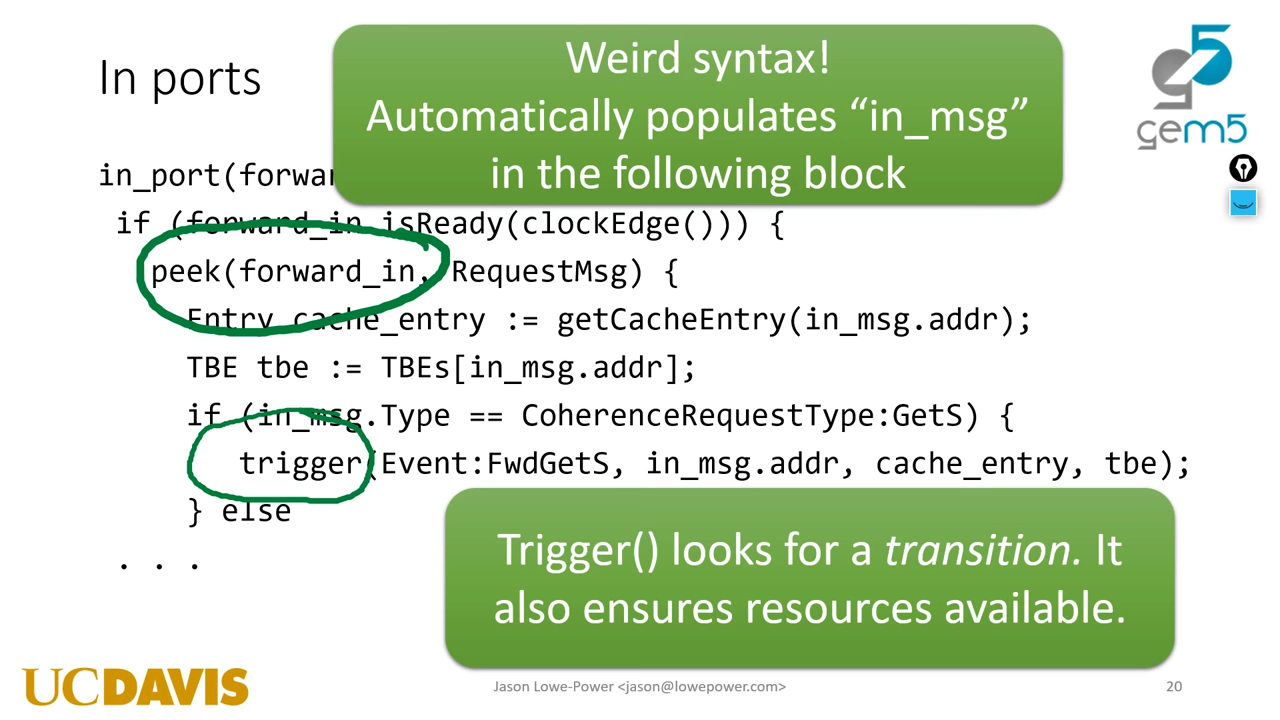 In ports
Weird syntax!
Automatically populates “in_msg”
in the following block
gem5
in_port(forwar
if (forward_in.isReady(clockEdge())) {
peek(forward_in, RequestMsg) {
Entry cache_entry := getCacheEntry(in_msg.addr);
TBE tbe := TBEs[in_msg.addr];
if (in_msg.Type == CoherenceRequestType:GetS) {
trigger(Event:FwdGetS, in_msg.addr, cache_entry, tbe);
} else
. . .
Trigger() looks for a transition. It
also ensures resources available.
UCDAVIS
Jason Lowe-Power <jason@lowepower.com>
20